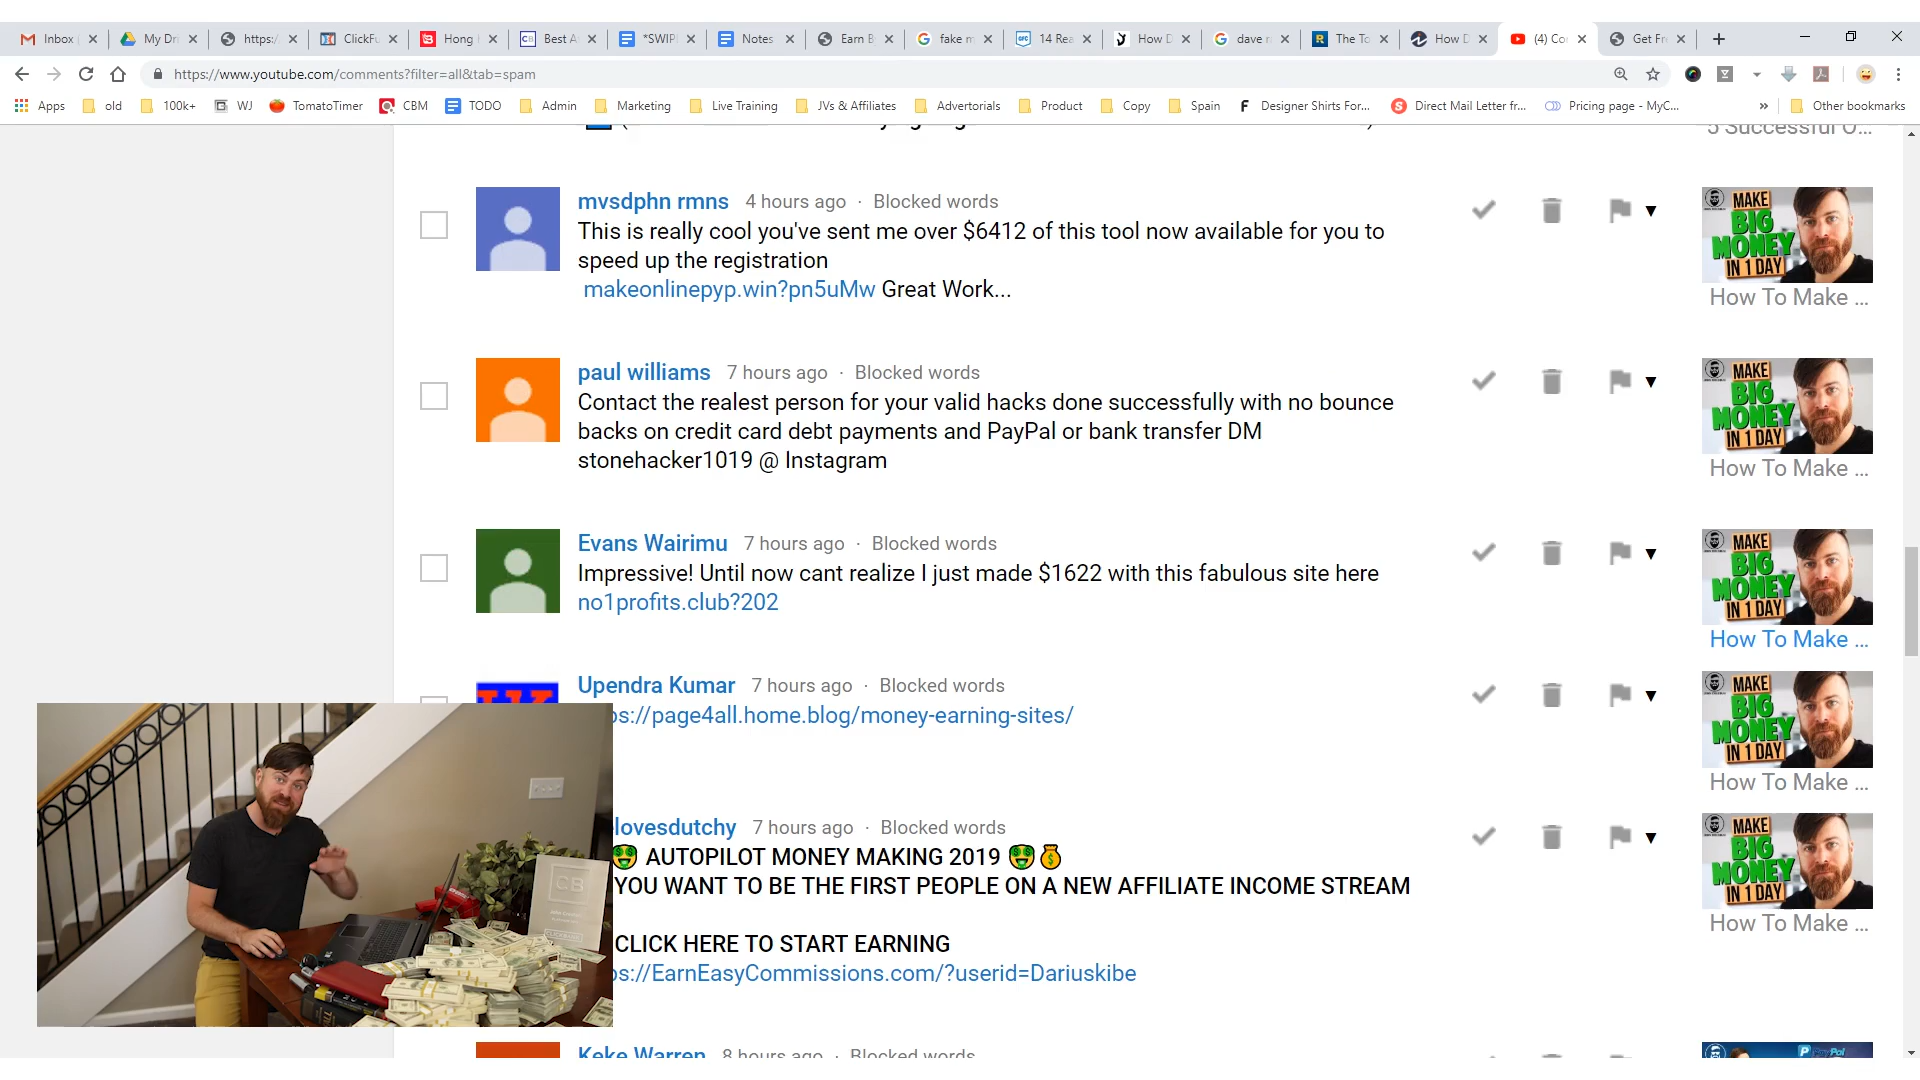 Inbox
My Dr
https:/
ClickFu
Hong
Best A
*SWIP
Notes
Earn B
fake m
14 Rea
How D
dave r
The To
How D
(4) Co
Get Fr
https://www.youtube.com/comments?filter=all&tab=spam
Apps
old
100k+
WJ
TomatoTimer
CBM
TODO
Admin
Marketing
Live Training
JVs & Affiliates
Advertorials
Product
Copy
Spain
Designer Shirts For...
Direct Mail Letter fr...
Pricing page - MyC...
»
Other bookmarks
5 Successful O...
mvsdphn rmns 4 hours ago · Blocked words
This is really cool you've sent me over $6412 of this tool now available for you to
speed up the registration
makeonlinepyp.win?pn5uMw Great Work...
MAKE
BIG
MONEY
IN 1 DAY
How To Make ...
paul williams 7 hours ago · Blocked words
Contact the realest person for your valid hacks done successfully with no bounce
backs on credit card debt payments and PayPal or bank transfer DM
stonehacker1019 @ Instagram
MAKE
BIG
MONEY
IN 1 DAY
How To Make ...
Evans Wairimu 7 hours ago · Blocked words
Impressive! Until now cant realize I just made $1622 with this fabulous site here
no1profits.club?202
MAKE
BIG
MONEY
IN 1 DAY
How To Make ...
Upendra Kumar 7 hours ago · Blocked words
ps://page4all.home.blog/money-earning-sites/
MAKE
BIG
MONEY
IN 1 DAY
How To Make ...
lovesdutchy 7 hours ago · Blocked words
AUTOPILOT MONEY MAKING 2019
YOU WANT TO BE THE FIRST PEOPLE ON A NEW AFFILIATE INCOME STREAM
CLICK HERE TO START EARNING
ps://EarnEasyCommissions.com/?userid=Dariuskibe
MAKE
BIG
MONEY
IN 1 DAY
How To Make ...
CB
Keke Warren 8 hours ago · Blocked words
PayPal